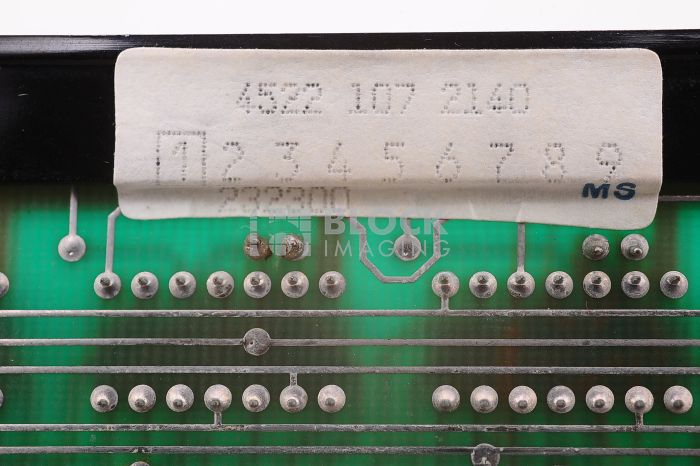 4522 107 2140
1 2 3 4 5 6 7 8 9
MS
232300
BLOCK
IMAGING